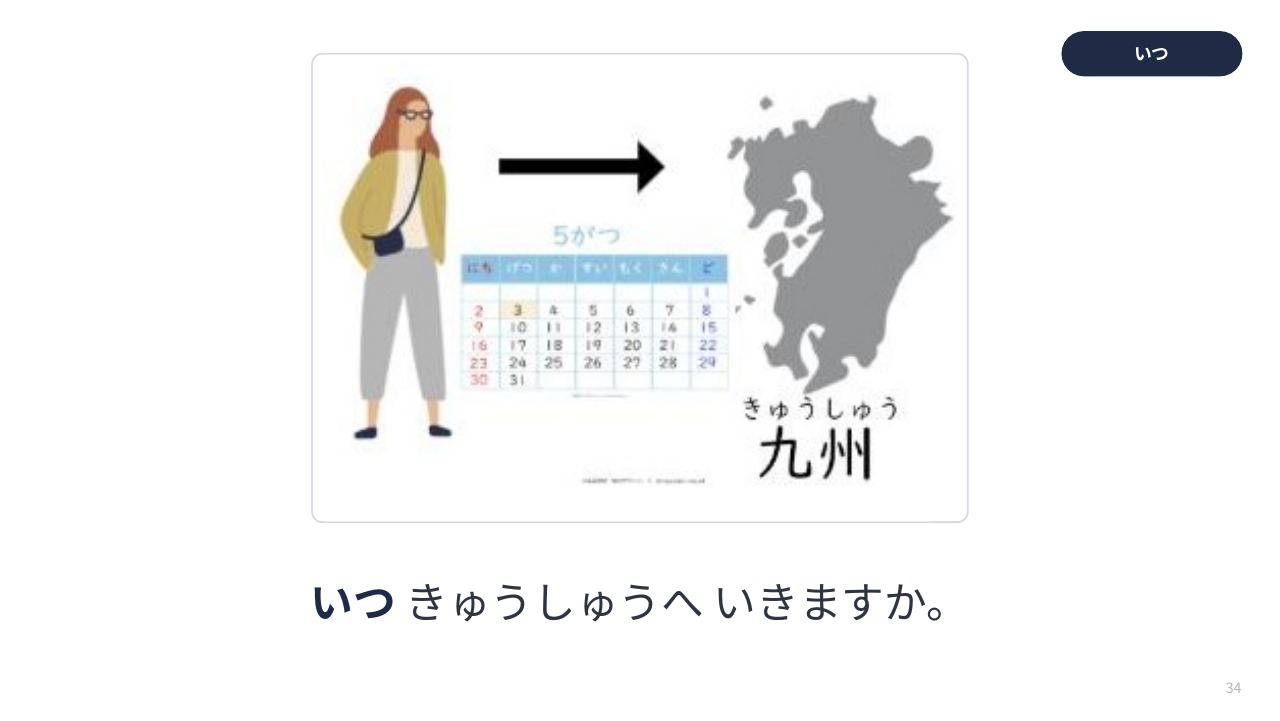 いつ
5がつ
にち げつ か すい もく きん ど
1
2 3 4 5 6 7 8
9 10 11 12 13 14 15
16 17 18 19 20 21 22
23 24 25 26 27 28 29
30 31
きゅうしゅう
九州
いつ きゅうしゅうへ いきますか。
34